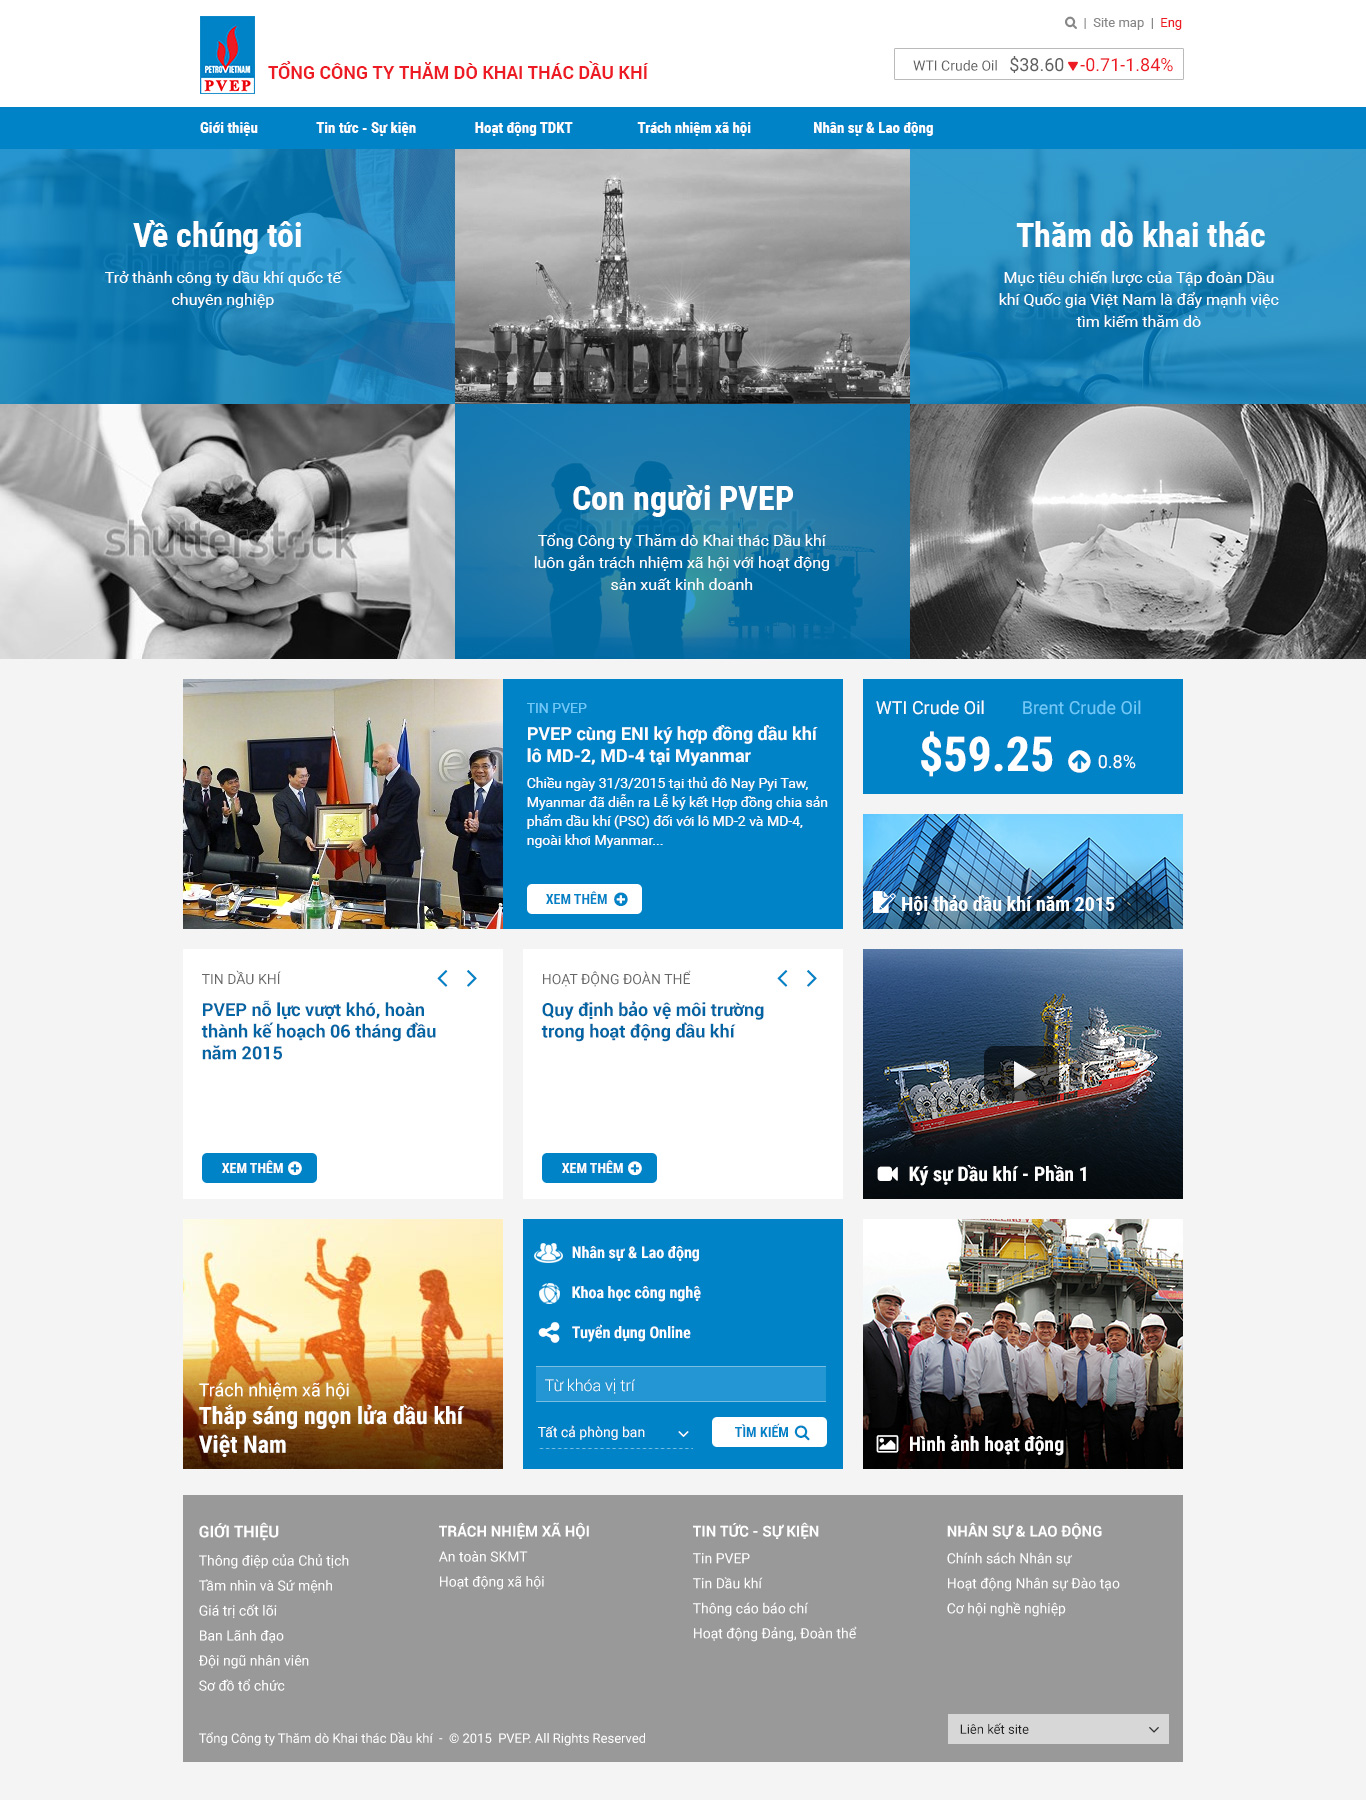 | Site map | Eng
PETROVIETNAM
PVEP
TỔNG CÔNG TY THĂM DÒ KHAI THÁC DẦU KHÍ
WTI Crude Oil $38.60 -0.71-1.84%
Giới thiệu Tin tức - Sự kiện Hoạt động TDKT Trách nhiệm xã hội Nhân sự & Lao động
Về chúng tôi
Trở thành công ty dầu khí quốc tế
chuyên nghiệp
shutterstock
Thăm dò khai thác
Mục tiêu chiến lược của Tập đoàn Dầu
khí Quốc gia Việt Nam là đẩy mạnh việc
tìm kiếm thăm dò
shutterstock
Con người PVEP
Tổng Công ty Thăm dò Khai thác Dầu khí
luôn gắn trách nhiệm xã hội với hoạt động
sản xuất kinh doanh
shutterstock
TIN PVEP
PVEP cùng ENI ký hợp đồng dầu khí
lô MD-2, MD-4 tại Myanmar
Chiều ngày 31/3/2015 tại thủ đô Nay Pyi Taw,
Myanmar đã diễn ra Lễ ký kết Hợp đồng chia sản
phẩm dầu khí (PSC) đối với lô MD-2 và MD-4,
ngoài khơi Myanmar...
XEM THÊM
WTI Crude Oil Brent Crude Oil
$59.25 0.8%
Hội thảo dầu khí năm 2015
TIN DẦU KHÍ
PVEP nỗ lực vượt khó, hoàn
thành kế hoạch 06 tháng đầu
năm 2015
XEM THÊM
HOẠT ĐỘNG ĐOÀN THỂ
Quy định bảo vệ môi trường
trong hoạt động dầu khí
XEM THÊM
Ký sự Dầu khí - Phần 1
Trách nhiệm xã hội
Thắp sáng ngọn lửa dầu khí
Việt Nam
Nhân sự & Lao động
Khoa học công nghệ
Tuyển dụng Online
Từ khóa vị trí
Tất cả phòng ban
TÌM KIẾM
Hình ảnh hoạt động
GIỚI THIỆU
Thông điệp của Chủ tịch
Tầm nhìn và Sứ mệnh
Giá trị cốt lõi
Ban Lãnh đạo
Đội ngũ nhân viên
Sơ đồ tổ chức
TRÁCH NHIỆM XÃ HỘI
An toàn SKMT
Hoạt động xã hội
TIN TỨC - SỰ KIỆN
Tin PVEP
Tin Dầu khí
Thông cáo báo chí
Hoạt động Đảng, Đoàn thể
NHÂN SỰ & LAO ĐỘNG
Chính sách Nhân sự
Hoạt động Nhân sự Đào tạo
Cơ hội nghề nghiệp
Tổng Công ty Thăm dò Khai thác Dầu khí - © 2015 PVEP. All Rights Reserved
Liên kết site